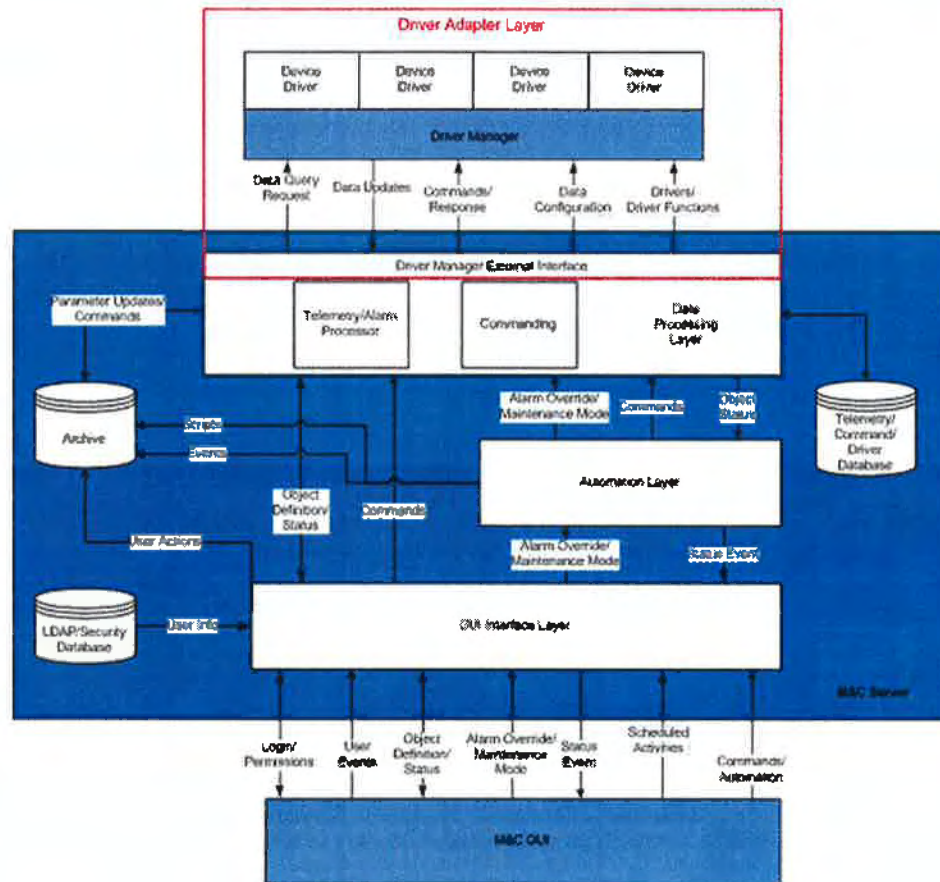 Driver Adapter Layer
Device
Driver
Device
Driver
Device
Driver
Device
Driver
Driver Manager
Data Query
Request
Data Updates
Commands/
Response
Data
Configuration
Drivers/
Driver Functions
Driver Manager External Interface
Parameter Updates/
Commands
Telemetry/Alarm
Processor
Commanding
Data
Processing
Layer
Alarm Override/
Maintenance Mode
Commands
Object
Status
Archive
Scripts
Events
Telemetry/
Command/
Driver
Database
Automation Layer
Object
Definition/
Status
Commands
User Actions
Alarm Override/
Maintenance Mode
Status Event
LDAP/Security
Database
User Info
GUI Interface Layer
M&C Server
Login/
Permissions
User
Events
Object
Definition/
Status
Alarm Override/
Maintenance
Mode
Status
Event
Scheduled
Activities
Commands/
Automation
M&C GUI